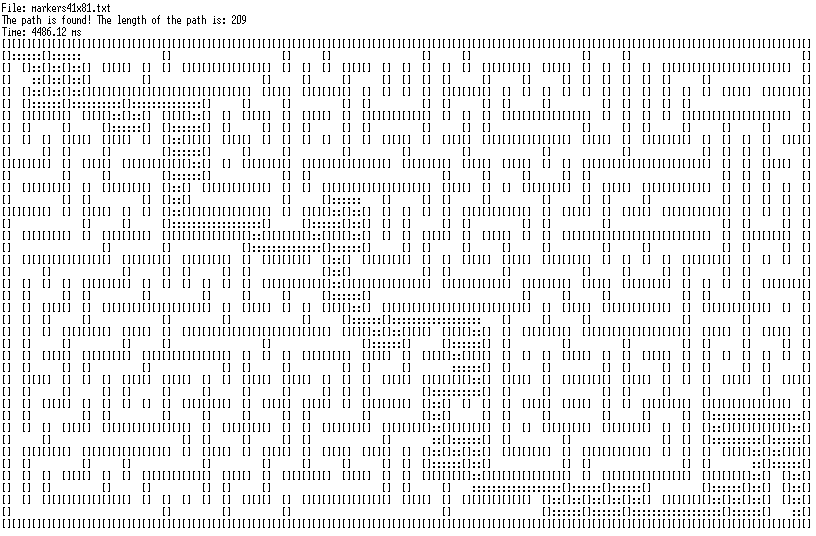 File: markers41x81.txt
The path is found! The length of the path is: 209
Time: 4486.12 ms